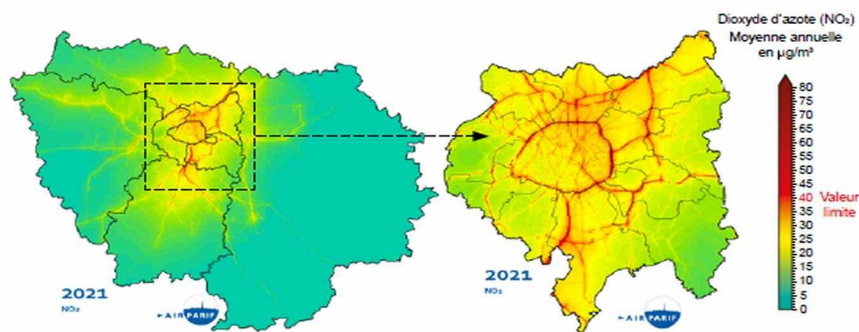 Dioxyde d'azote (NO₂)
Moyenne annuelle
en µg/m³
80
75
70
65
60
55
50
45
40 Valeur
limite
35
30
25
20
15
10
5
0
2021
NO₂
AIRPARIF
2021
NO₂
AIRPARIF